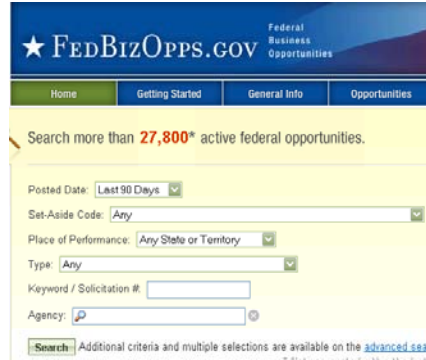 ★ FEDBIZOPPS.GOV
Federal
Business
Opportunities
Home Getting Started General Info Opportunities
Search more than 27,800* active federal opportunities.
Posted Date: Last 90 Days
Set-Aside Code: Any
Place of Performance: Any State or Territory
Type: Any
Keyword / Solicitation #:
Agency:
Search Additional criteria and multiple selections are available on the advanced sea